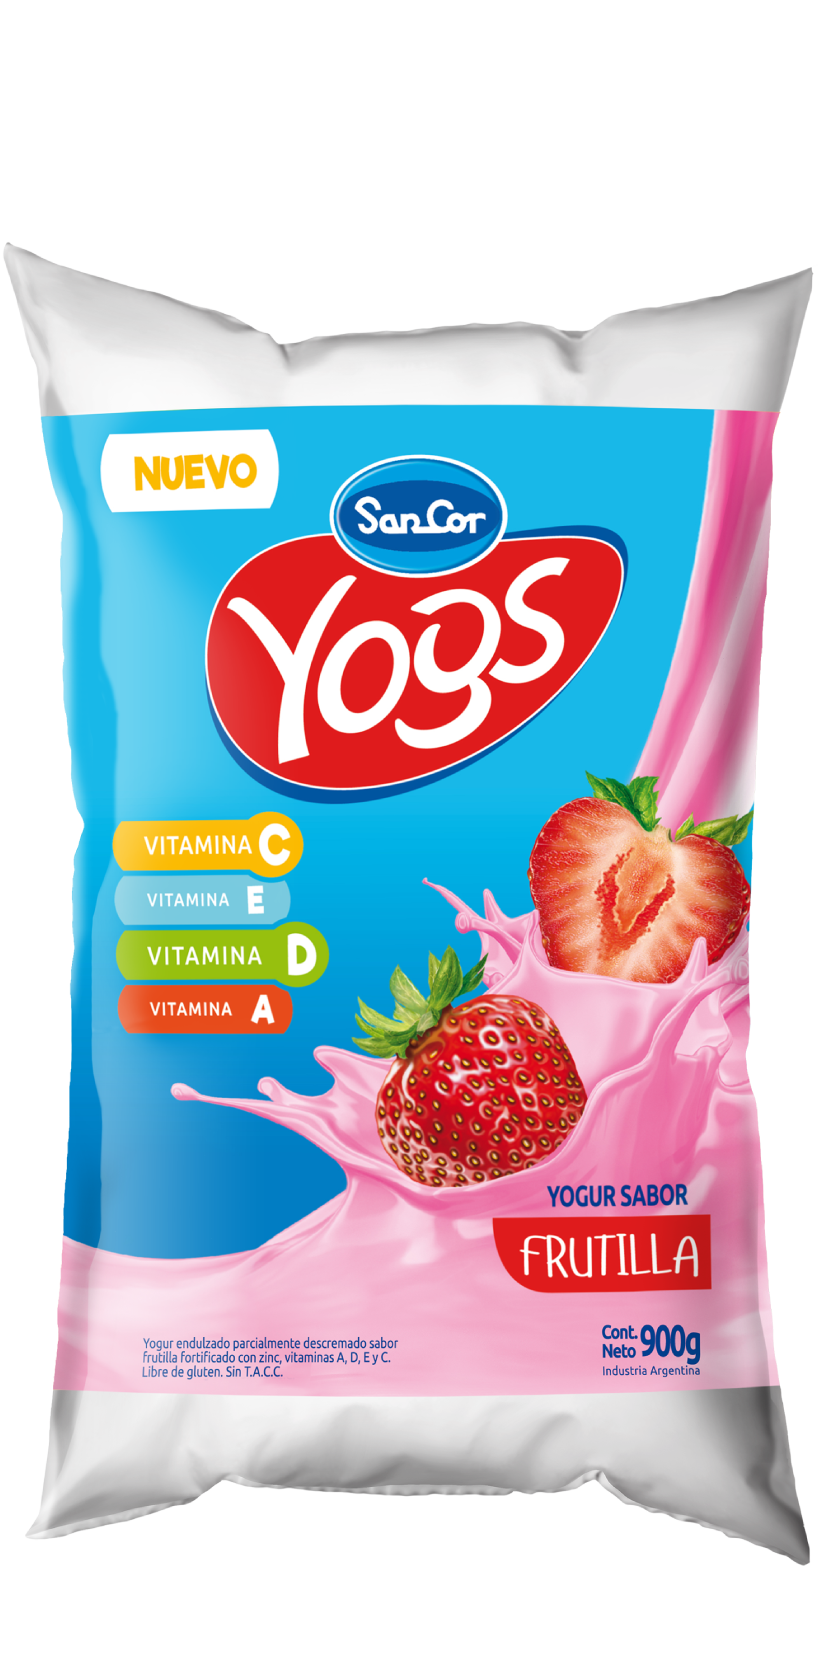 NUEVO
SanCor
Yogs
VITAMINA C
VITAMINA E
VITAMINA D
VITAMINA A
YOGUR SABOR
FRUTILLA
Yogur endulzado parcialmente descremado sabor
frutilla fortificado con zinc, vitaminas A, D, E y C.
Libre de gluten. Sin T.A.C.C.
Cont.
Neto 900g
Industria Argentina